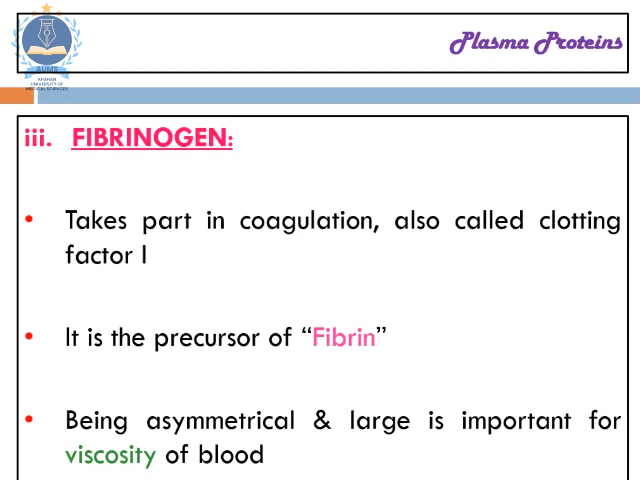 Plasma Proteins
AUMS
AFGHAN
UNIVERSITY OF
MEDICAL SCIENCES
iii. FIBRINOGEN:
• Takes part in coagulation, also called clotting
factor I
• It is the precursor of “Fibrin”
• Being asymmetrical & large is important for
viscosity of blood